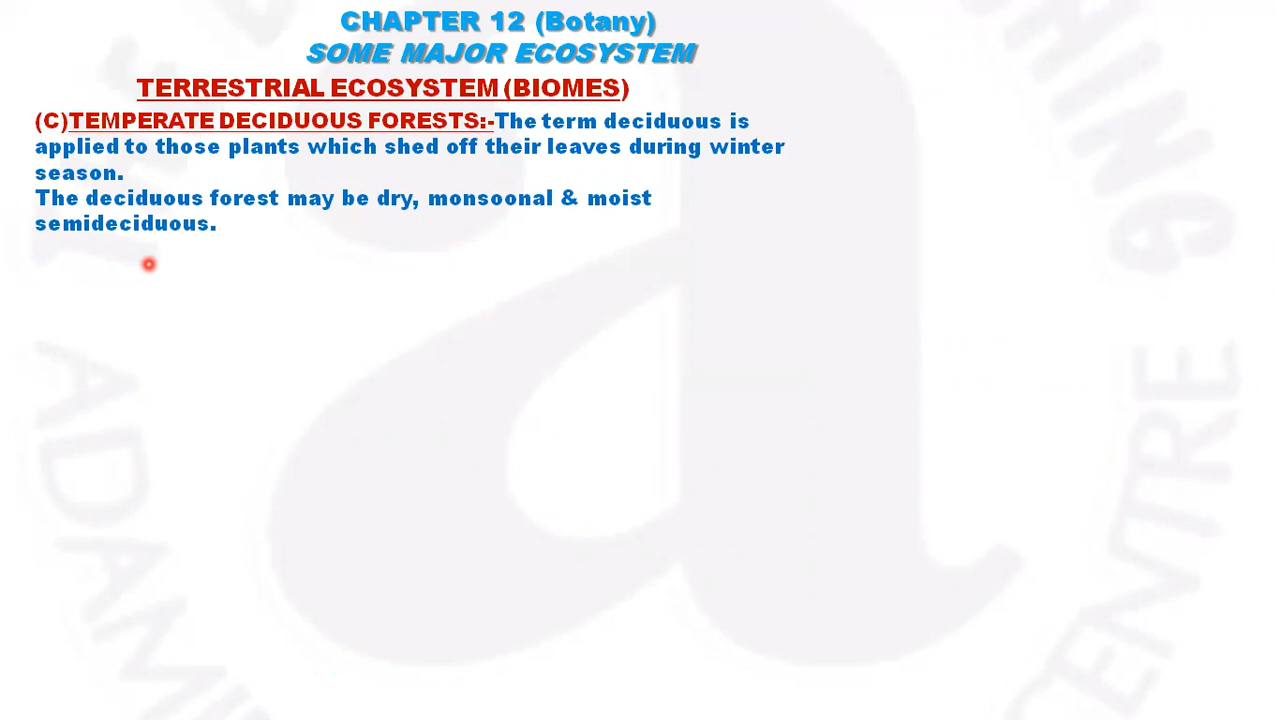 CHAPTER 12 (Botany)
SOME MAJOR ECOSYSTEM
TERRESTRIAL ECOSYSTEM (BIOMES)
(C)TEMPERATE DECIDUOUS FORESTS:-The term deciduous is
applied to those plants which shed off their leaves during winter
season.
The deciduous forest may be dry, monsoonal & moist
semideciduous.